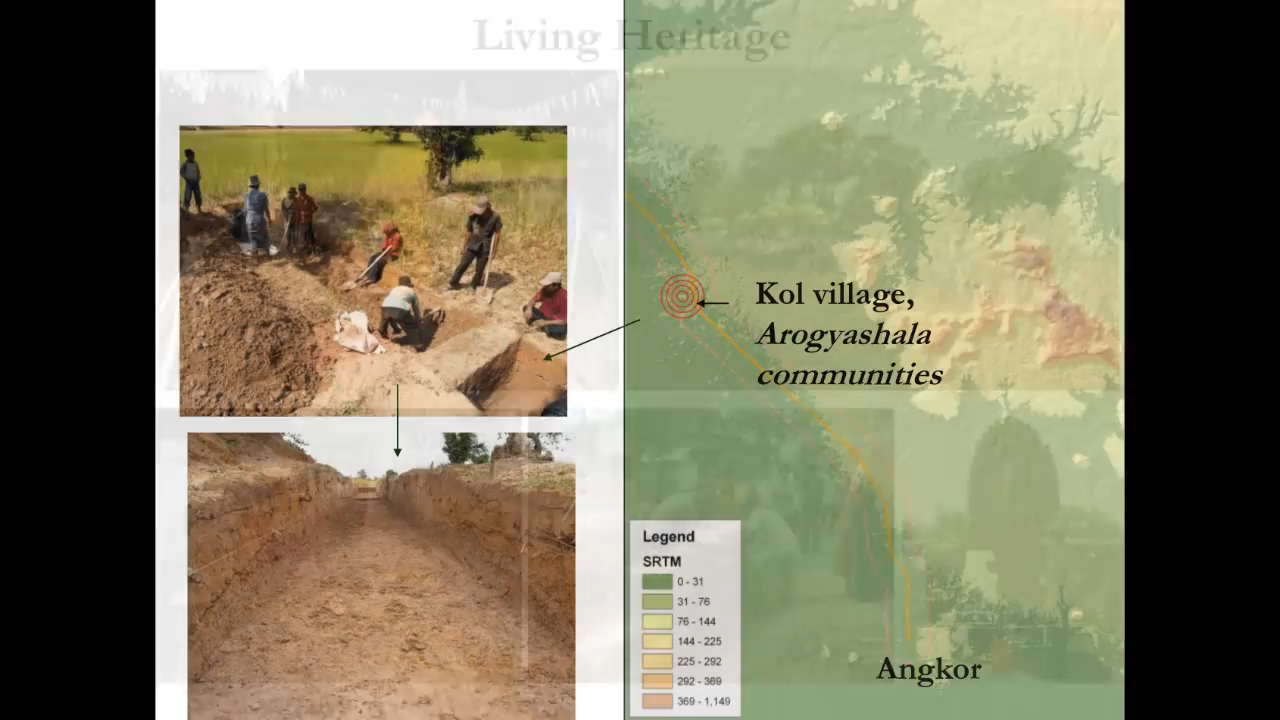 Living Heritage
Kol village,
Arogyashala
communities
Legend
SRTM
0 - 31
31 - 76
76 - 144
144 - 225
225 - 292
292 - 369
369 - 1,149
Angkor